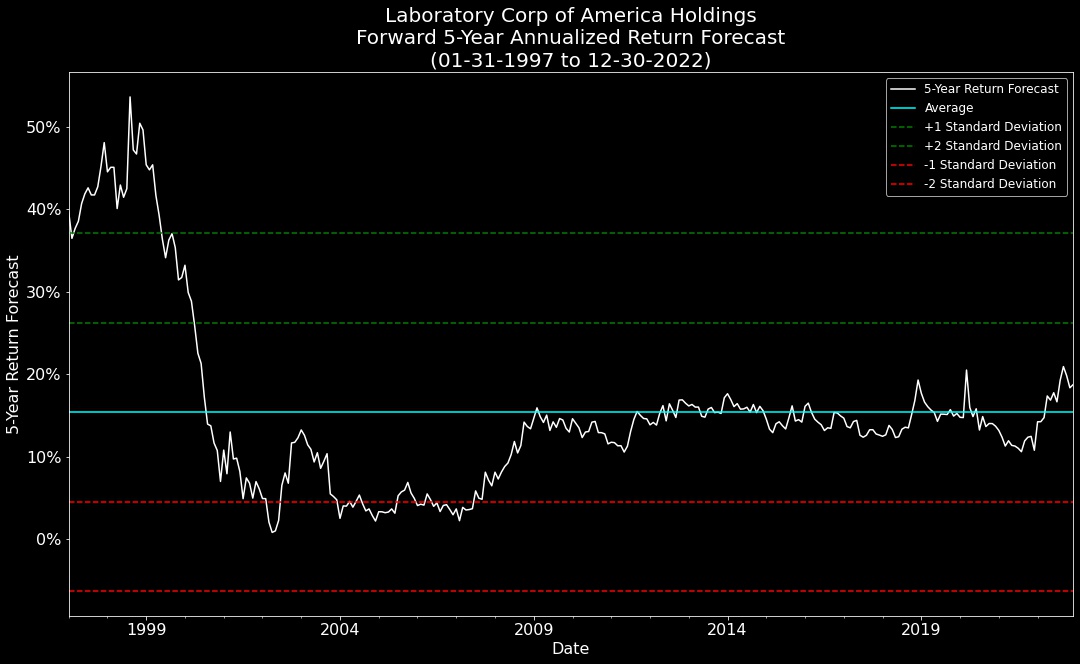 Laboratory Corp of America Holdings
Forward 5-Year Annualized Return Forecast
(01-31-1997 to 12-30-2022)
5-Year Return Forecast
Average
+1 Standard Deviation
+2 Standard Deviation
-1 Standard Deviation
-2 Standard Deviation
5-Year Return Forecast
50%
40%
30%
20%
10%
0%
1999
2004
2009
2014
2019
Date